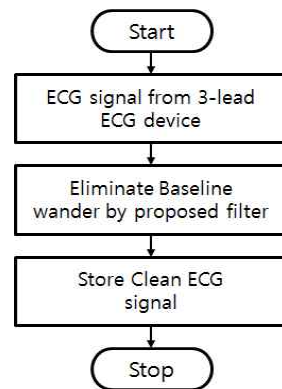 Start
ECG signal from 3-lead
ECG device
Eliminate Baseline
wander by proposed filter
Store Clean ECG
signal
Stop